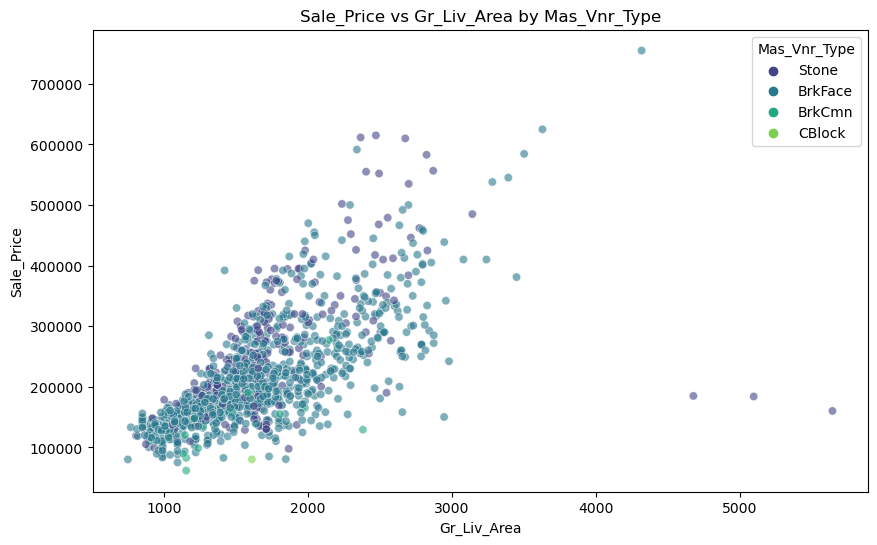 Sale_Price vs Gr_Liv_Area by Mas_Vnr_Type
Mas_Vnr_Type
Stone
BrkFace
BrkCmn
CBlock
700000
600000
500000
400000
300000
200000
100000
Sale_Price
1000 2000 3000 4000 5000
Gr_Liv_Area